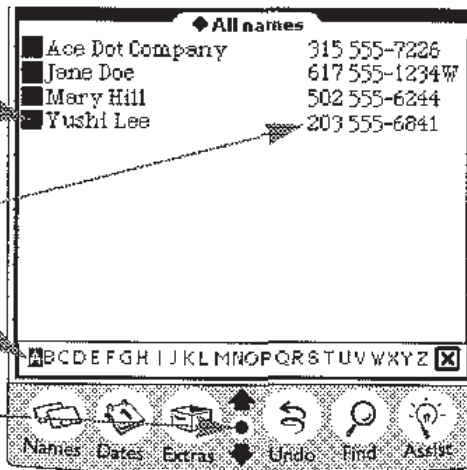 All names
Ace Dot Company 315 555-7226
Jane Doe 617 555-1234W
Mary Hill 502 555-6244
Yushi Lee 203 555-6841
ABCDEFGHIJKLMNOPQRSTUVWXYZ
Names Dates Extras Undo Find Assist